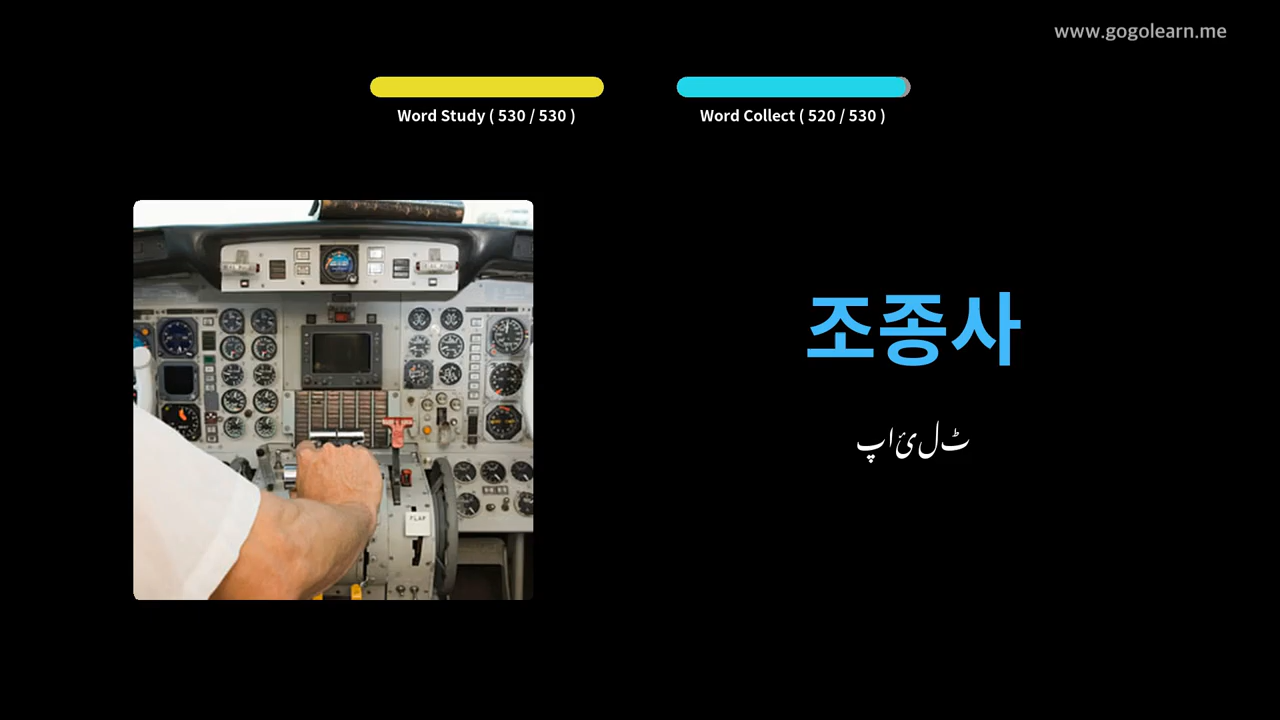 www.gogolearn.me
Word Study ( 530 / 530 )
Word Collect ( 520 / 530 )
조종사
پائلٹ
FLAP